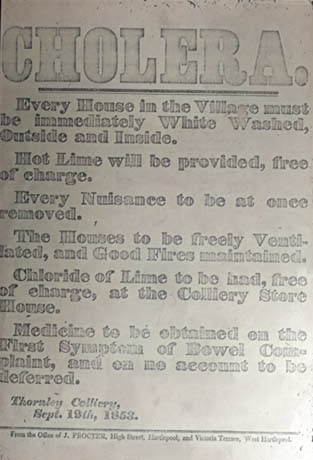 CHOLERA.
Every House in the Village must
be immediately White Washed,
Outside and Inside.
Hot Lime will be provided, free
of charge.
Every Nuisance to be at once
removed.
The Houses to be freely Venti-
lated, and Good Fires maintained.
Chloride of Lime to be had, free
of charge, at the Colliery Store
House.
Medicine to be obtained on the
First Symptom of Bowel Com-
plaint, and on no account to be
deferred.
Thornley Colliery,
Sept. 19th, 1853.
From the Office of J. PROCTER, High Street, Hartlepool, and Victoria Terrace, West Hartlepool.